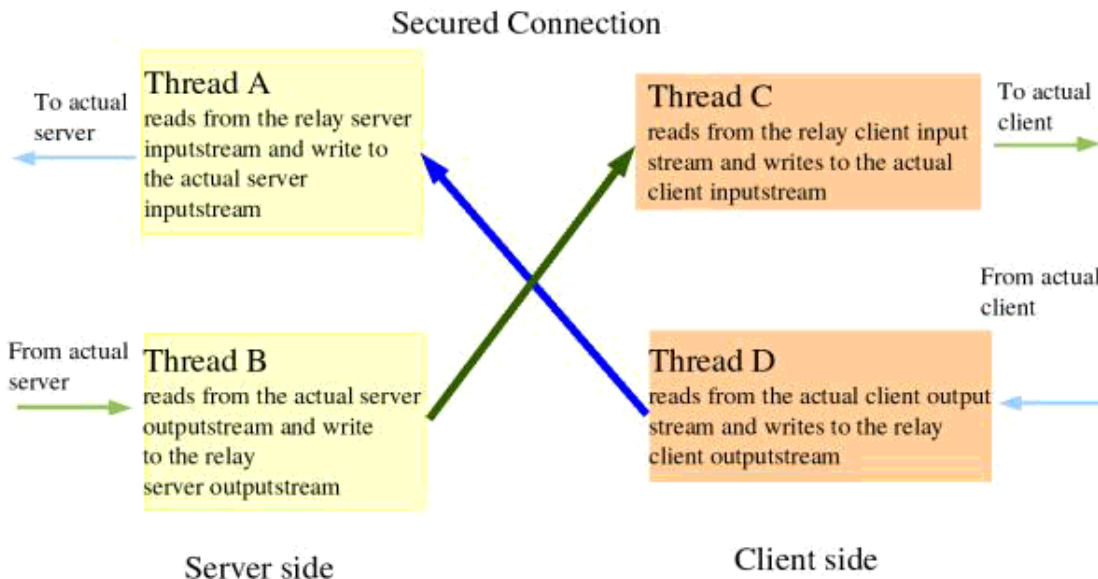 Secured Connection
To actual
server
Thread A
reads from the relay server
inputstream and write to
the actual server
inputstream
Thread C
reads from the relay client input
stream and writes to the actual
client inputstream
To actual
client
From actual
client
From actual
server
Thread B
reads from the actual server
outputstream and write
to the relay
server outputstream
Thread D
reads from the actual client output
stream and writes to the relay
client outputstream
Server side
Client side